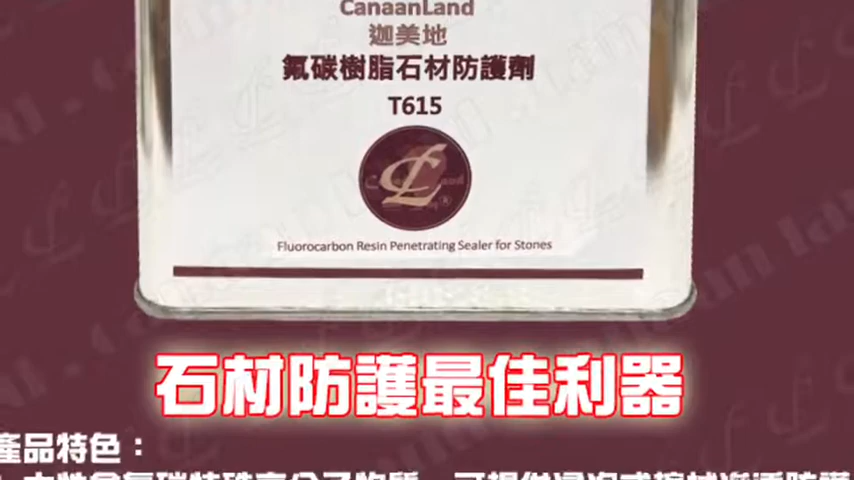 CanaanLand
迦美地
氟碳樹脂石材防護劑
T615
Fluorocarbon Resin Penetrating Sealer for Stones
石材防護最佳利器
產品特色：